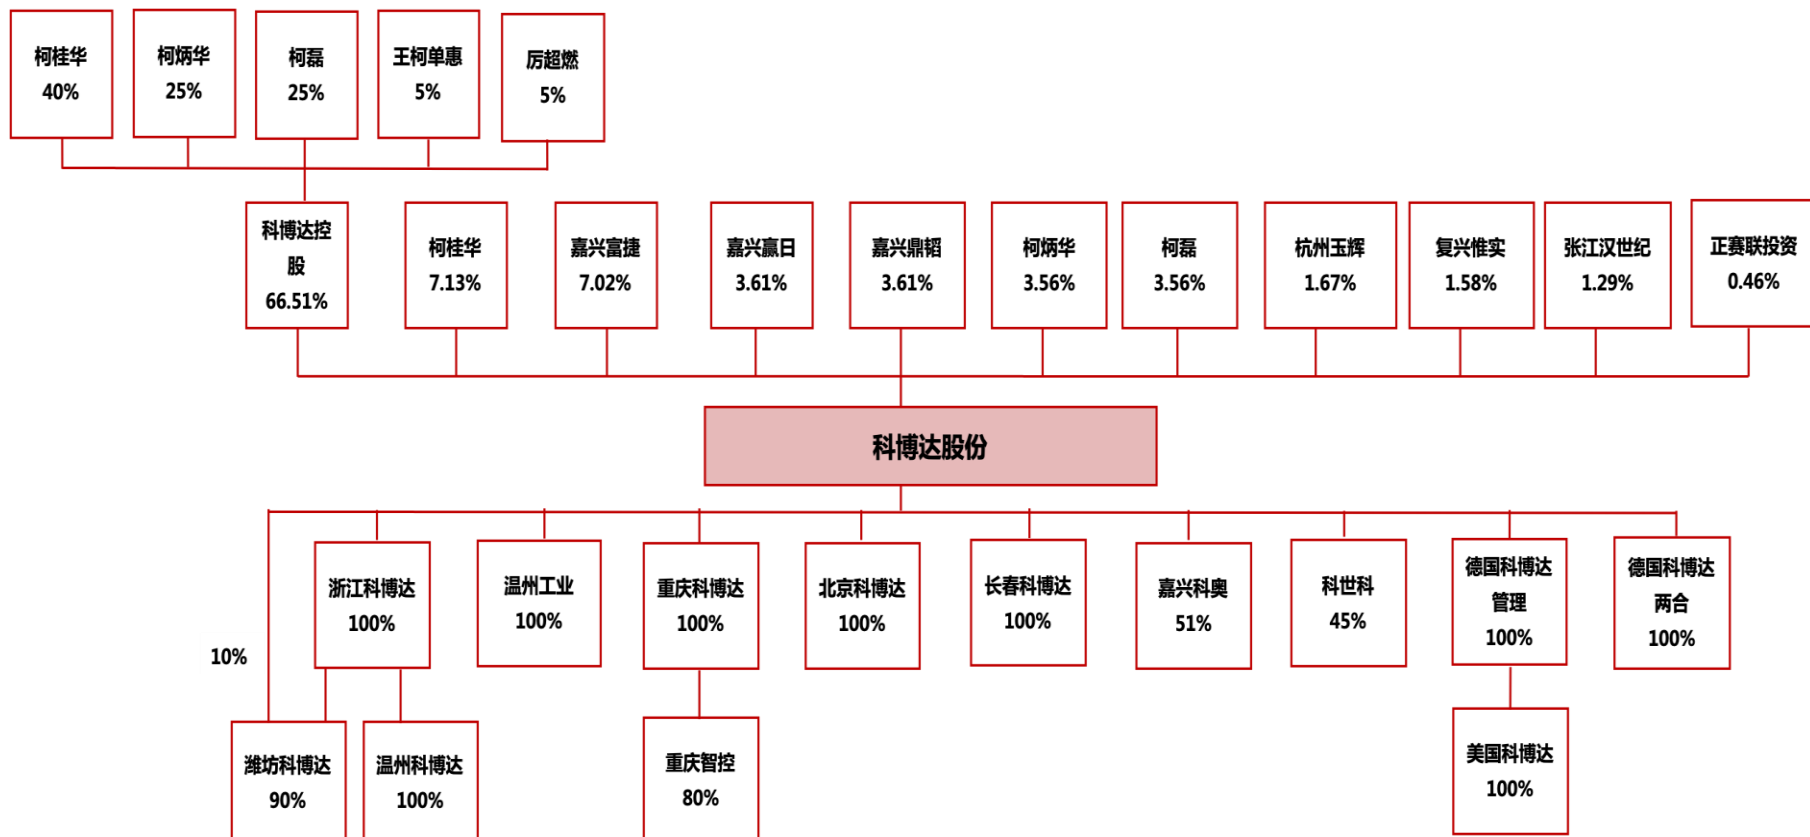 柯桂华
40%
柯炳华
25%
柯磊
25%
王柯单惠
5%
厉超燃
5%
科博达控
股
66.51%
柯桂华
7.13%
嘉兴富捷
7.02%
嘉兴赢日
3.61%
嘉兴鼎韬
3.61%
柯炳华
3.56%
柯磊
3.56%
杭州玉辉
1.67%
复兴惟实
1.58%
张江汉世纪
1.29%
正赛联投资
0.46%
科博达股份
浙江科博达
100%
温州工业
100%
重庆科博达
100%
北京科博达
100%
长春科博达
100%
嘉兴科奥
51%
科世科
45%
德国科博达
管理
100%
德国科博达
两合
100%
10%
潍坊科博达
90%
温州科博达
100%
重庆智控
80%
美国科博达
100%